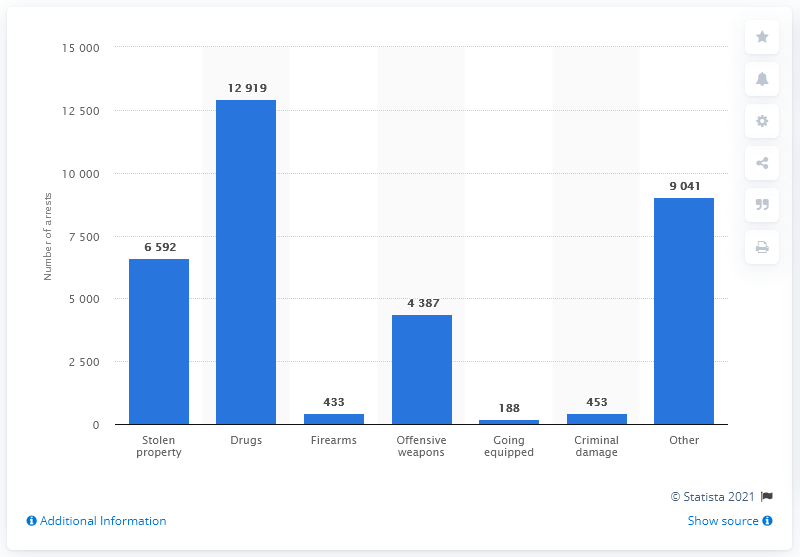 15 000
12 500
10 000
7 500
5 000
2 500
0
Number of arrests
6 592
12 919
433
4 387
188
453
9 041
Stolen
property
Drugs
Firearms
Offensive
weapons
Going
equipped
Criminal
damage
Other
© Statista 2021
Additional Information
Show source